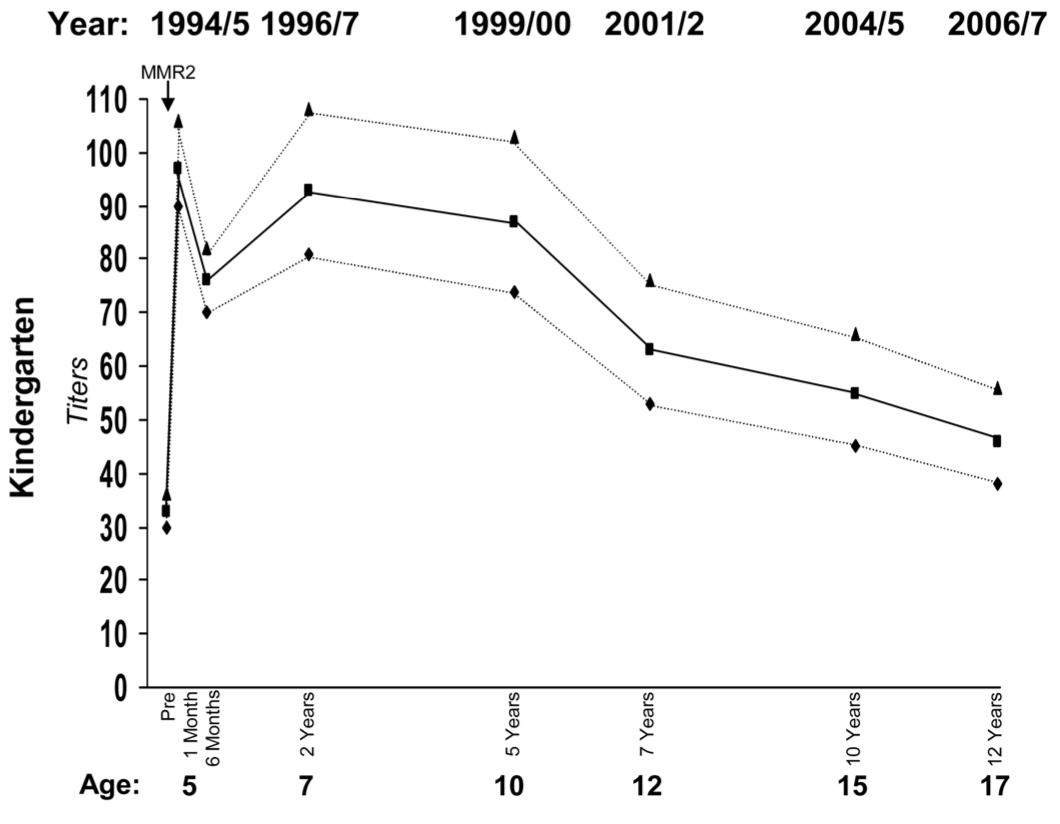 Year: 1994/5 1996/7 1999/00 2001/2 2004/5 2006/7
MMR2
110
100
90
80
70
60
50
40
30
20
10
0
Kindergarten
Titers
Pre
1 Month
6 Months
2 Years
5 Years
7 Years
10 Years
12 Years
Age: 5 7 10 12 15 17